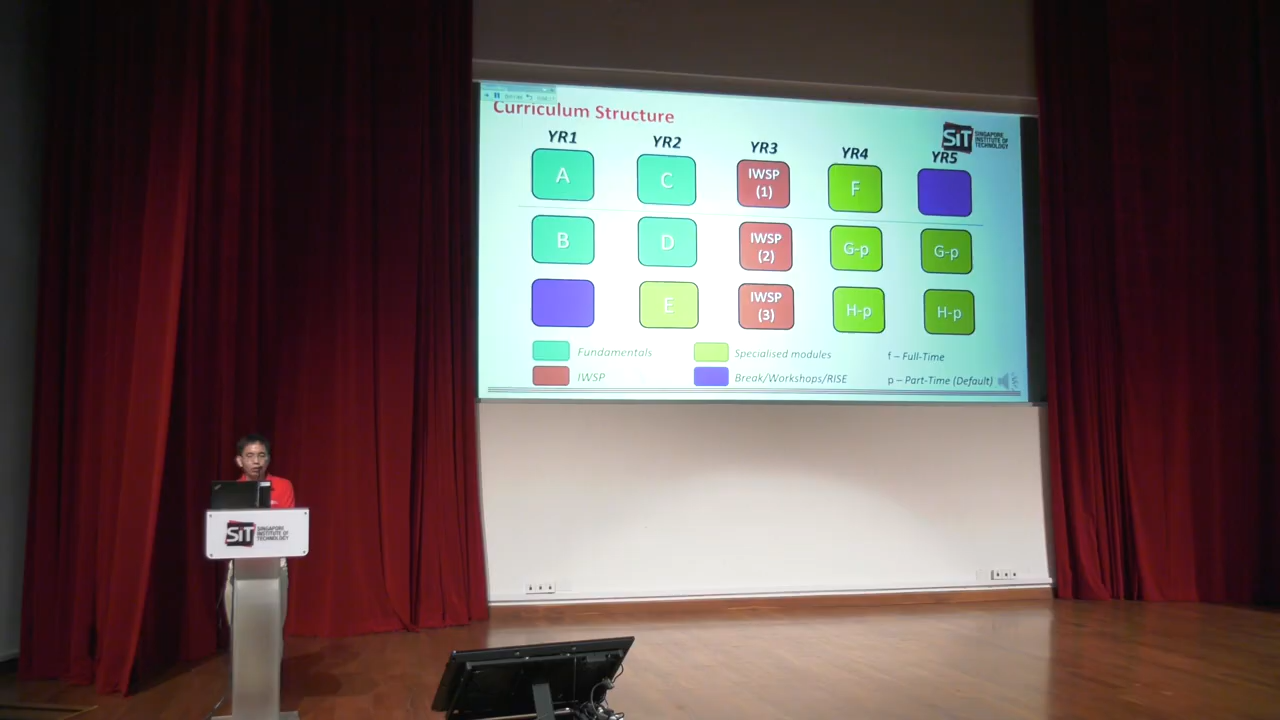 Curriculum Structure
SiT SINGAPORE
INSTITUTE OF
TECHNOLOGY
YR1 YR2 YR3 YR4 YR5
A C IWSP
(1) F
B D IWSP
(2) G-p G-p
E IWSP
(3) H-p H-p
Fundamentals Specialised modules f – Full-Time
IWSP Break/Workshops/RISE p – Part-Time (Default)
SiT SINGAPORE
INSTITUTE OF
TECHNOLOGY